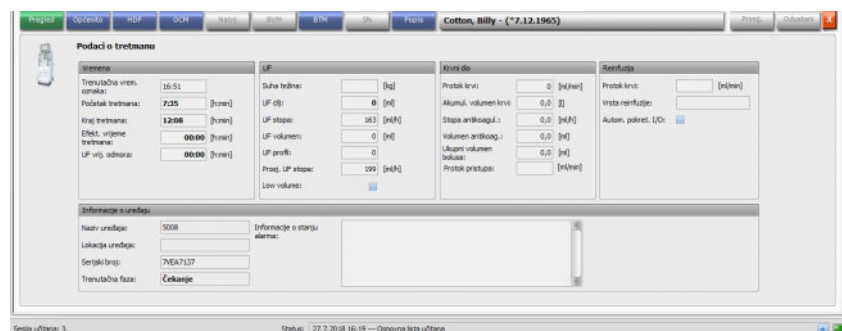 Pregled Općenito HDF OCM Natrij BVM BTM SN Popis Cotton, Billy - (*7.12.1965) Odustani X
Podaci o tretmanu
Vremena UF Krvni dio Reinfuzija
Trenutačna vrem. oznaka: 16:51
Početak tretmana: 7:35 [h:min]
Kraj tretmana: 12:08 [h:min]
Efekt. vrijeme tretmana: 00:00 [h:min]
UF vrij. odmora: 00:00 [h:min]
Suha težina: [kg]
UF cilj: 0 [ml]
UF stopa: 163 [ml/h]
UF volumen: 0 [ml]
UF profil: 0
Prosj. UF stopa: 199 [ml/h]
Low volume:
Protok krvi: 0 [ml/min]
Akumul. volumen krvi: 0,0 [l]
Stopa antikoagul.: 0,0 [ml/h]
Volumen antikoag.: 0,0 [ml]
Ukupni volumen bolusa: 0,0 [ml]
Protok pristupa: [ml/min]
Protok krvi: [ml/min]
Vrsta reinfuzije:
Autom. pokret. I/O:
Informacije o uređaju
Naziv uređaja: 5008
Lokacija uređaja:
Serijski broj: 7VEA7137
Trenutačna faza: Čekanje
Informacije o stanju alarma:
Sesija učitana: 3. Status: 27.7.2018 16:19 — Osnovna lista učitana